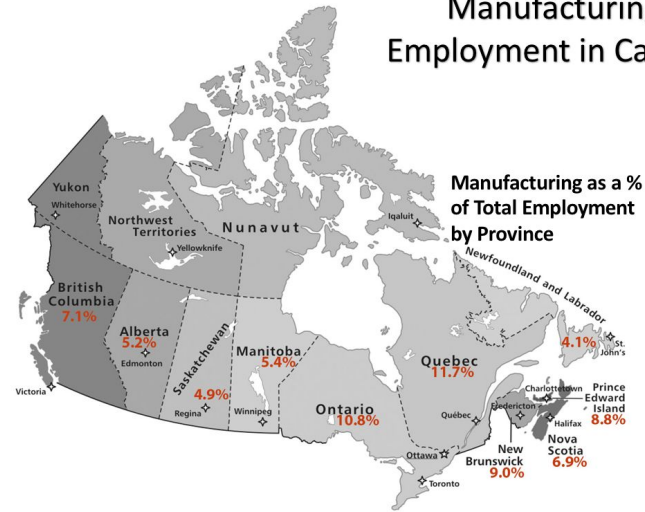 Manufacturin
Employment in Ca
Manufacturing as a %
of Total Employment
by Province
Yukon
Whitehorse
Northwest
Territories
Yellowknife
Nunavut
Iqaluit
British
Columbia
7.1%
Victoria
Alberta
5.2%
Edmonton
Saskatchewan
4.9%
Regina
Manitoba
5.4%
Winnipeg
Ontario
10.8%
Ottawa
Toronto
Quebec
11.7%
Québec
Newfoundland and Labrador
4.1%
St.
John's
Charlottetown
Prince
Edward
Island
8.8%
Fredericton
Halifax
Nova
Scotia
6.9%
New
Brunswick
9.0%